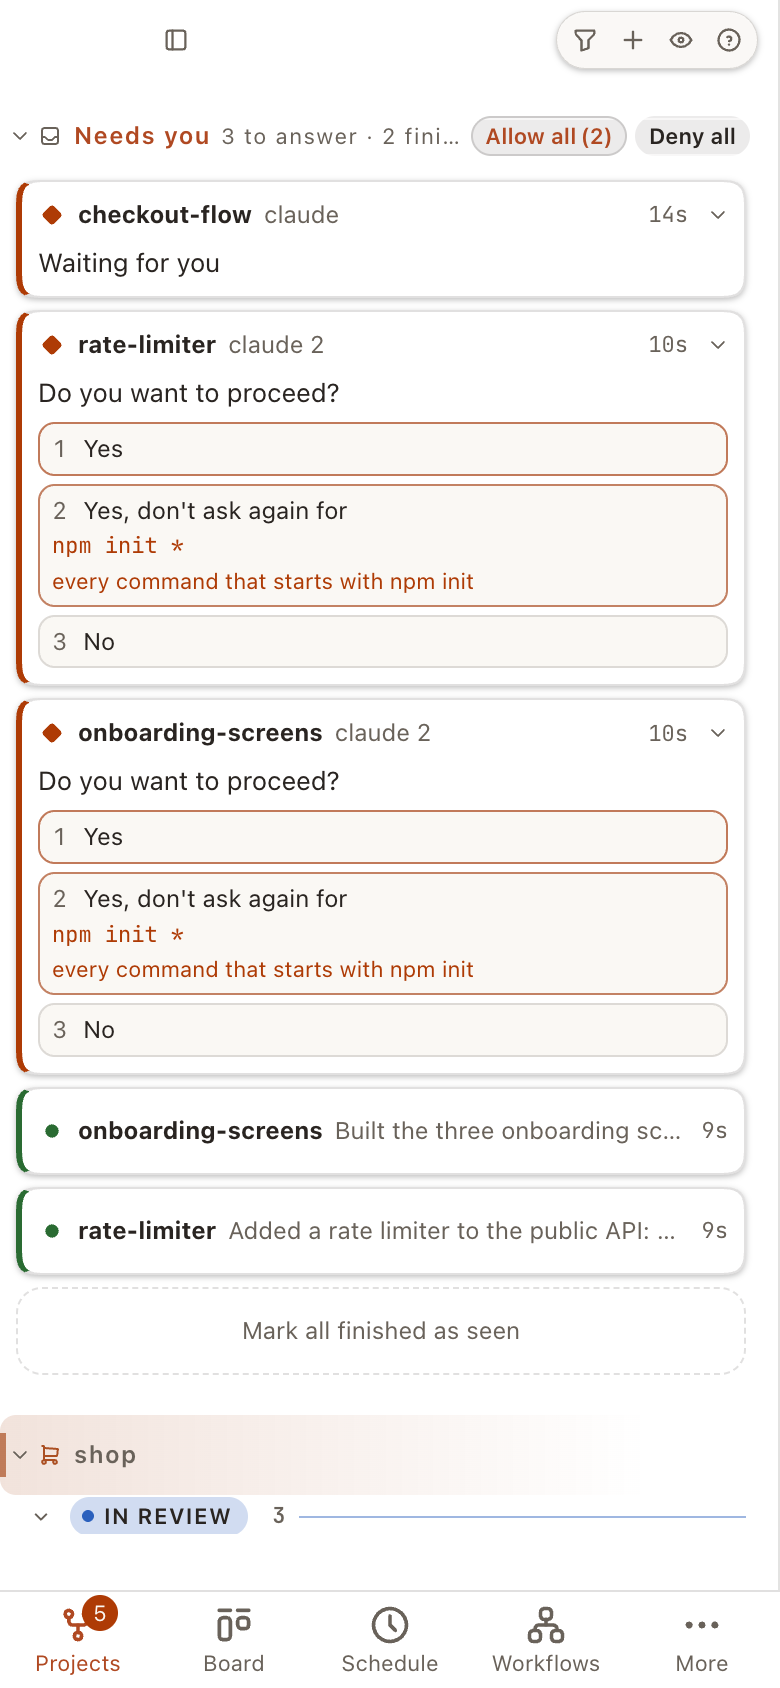 Needs you 3 to answer · 2 fini... Allow all (2) Deny all
checkout-flow claude 14s
Waiting for you
rate-limiter claude 2 10s
Do you want to proceed?
1 Yes
2 Yes, don't ask again for
npm init *
every command that starts with npm init
3 No
onboarding-screens claude 2 10s
Do you want to proceed?
1 Yes
2 Yes, don't ask again for
npm init *
every command that starts with npm init
3 No
onboarding-screens Built the three onboarding sc... 9s
rate-limiter Added a rate limiter to the public API: ... 9s
Mark all finished as seen
shop
IN REVIEW 3
5
Projects Board Schedule Workflows More